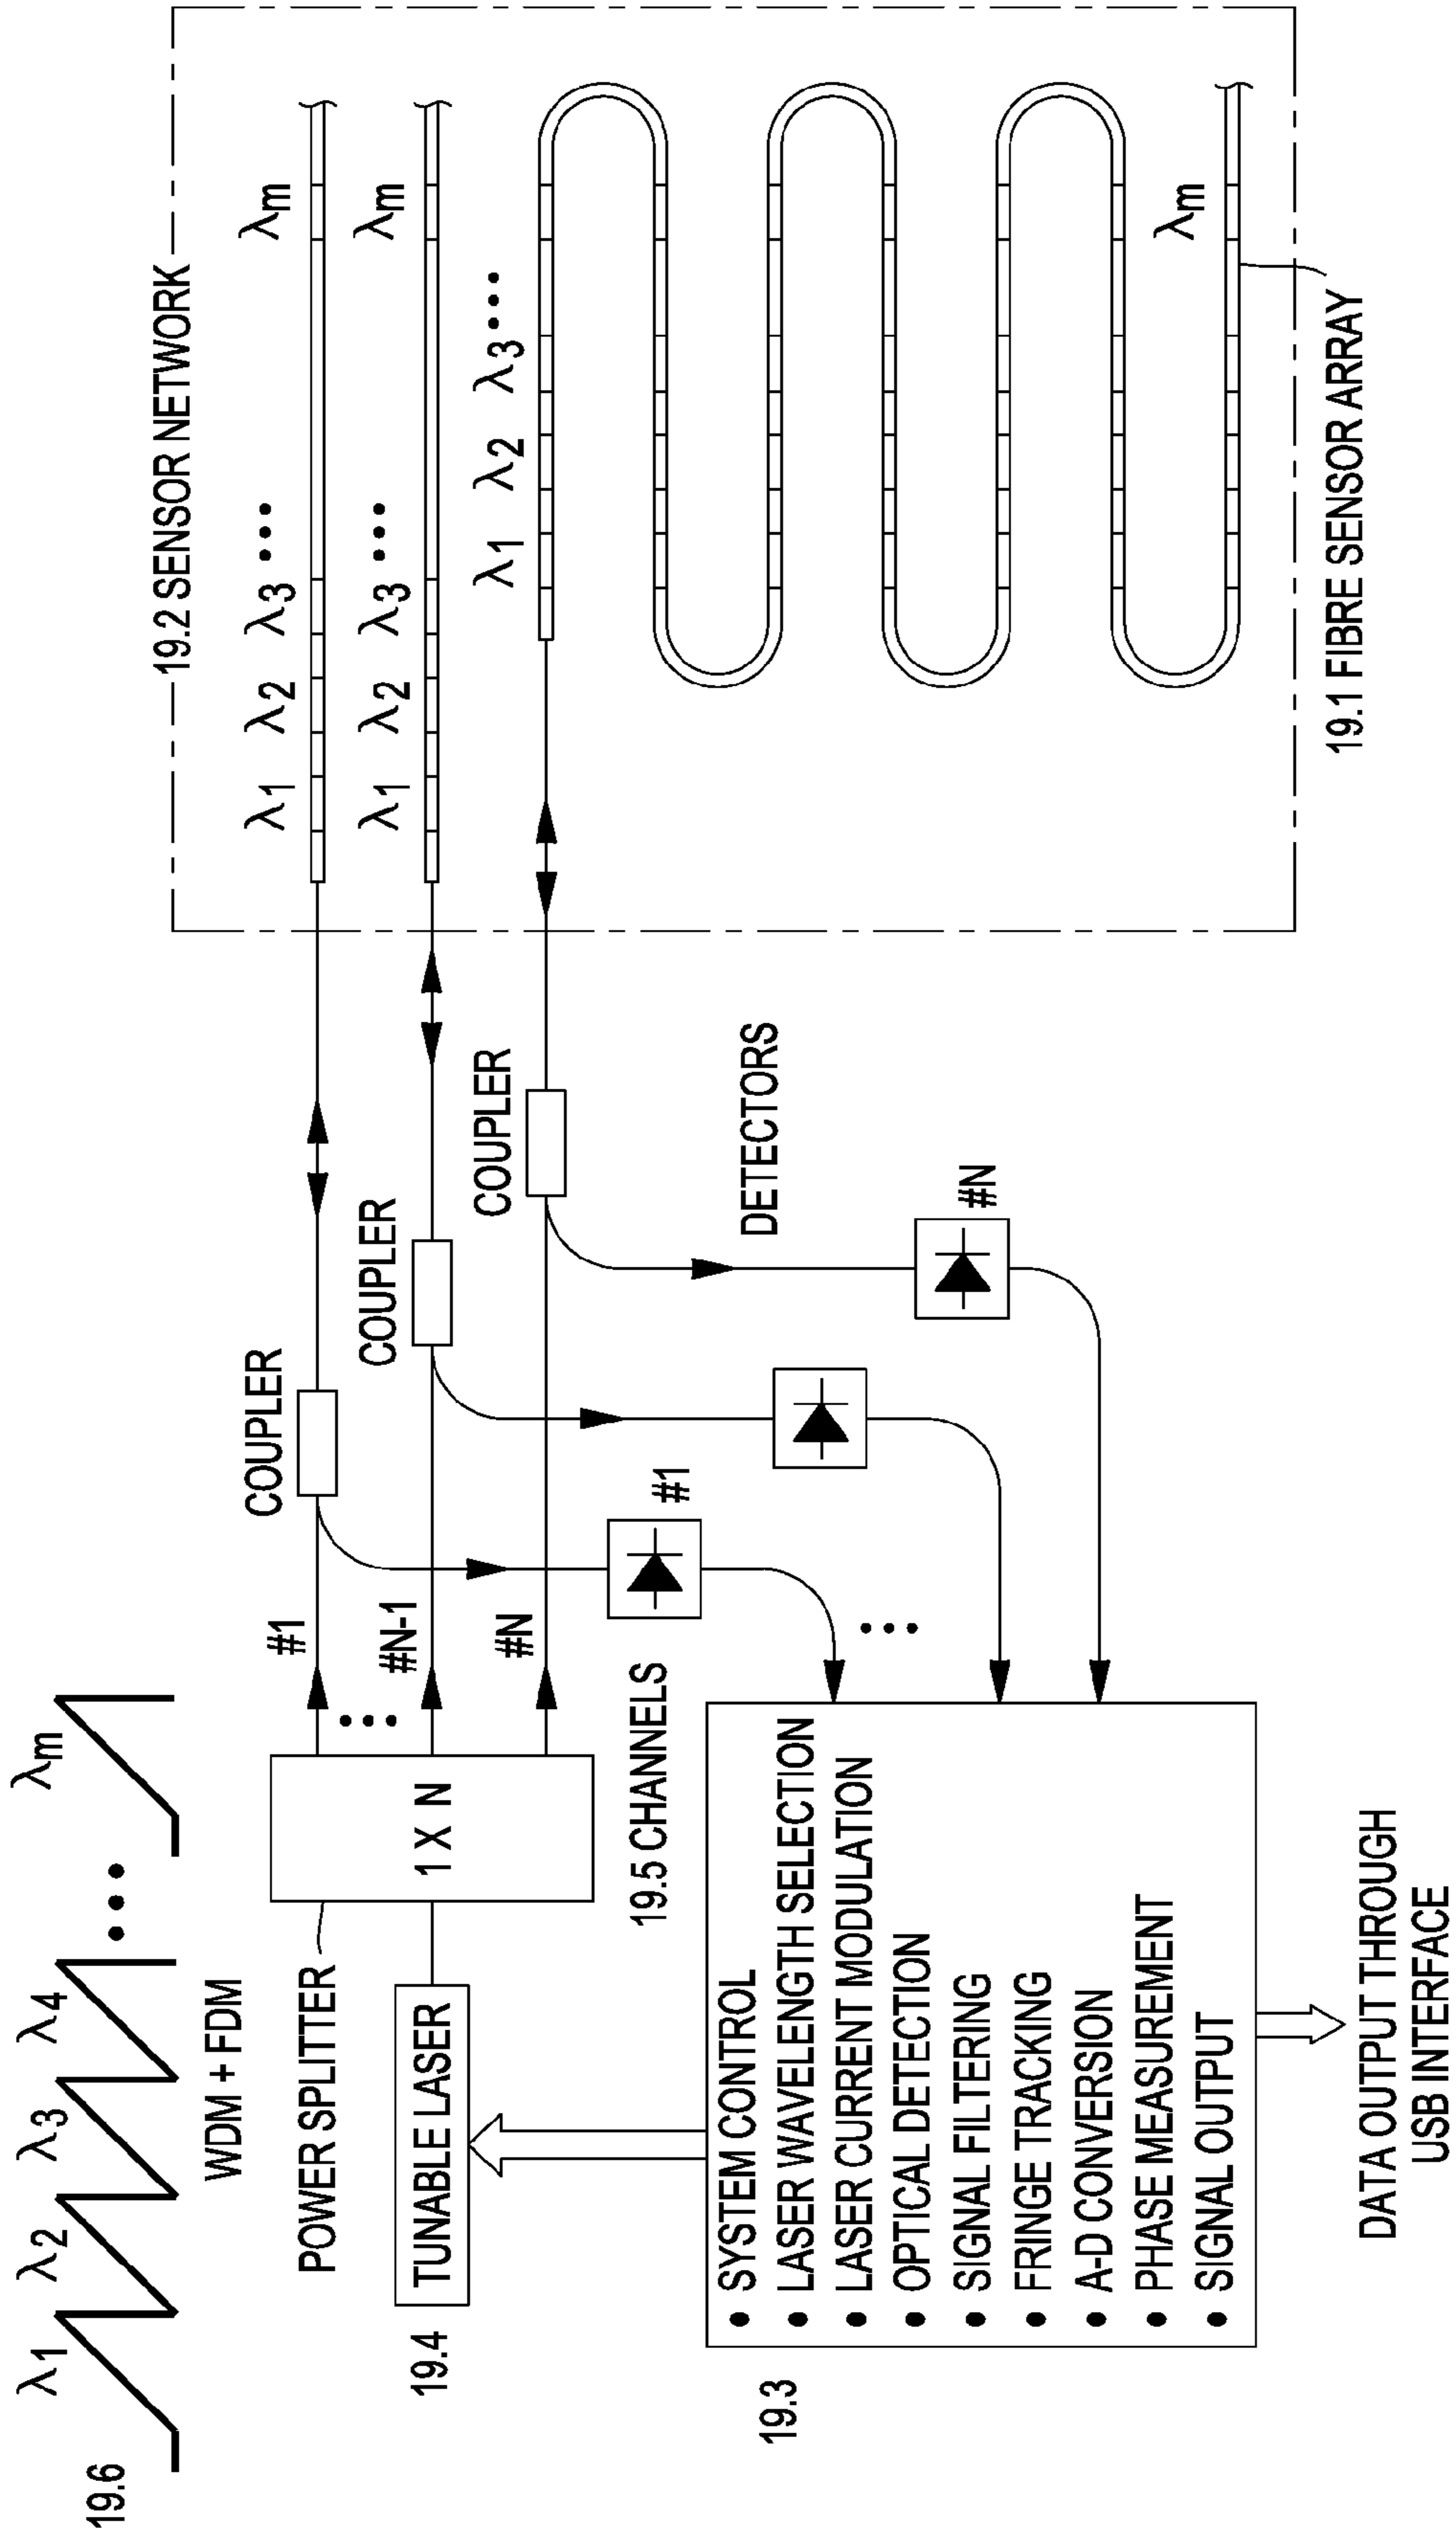 19.6
λ1 λ2 λ3 λ4 ••• λm
WDM + FDM
POWER SPLITTER
19.4
TUNABLE LASER
1 X N
•••
#1
#N-1
#N
19.5 CHANNELS
COUPLER
COUPLER
COUPLER
19.2 SENSOR NETWORK
λ1 λ2 λ3 ••• λm
λ1 λ2 λ3 ••• λm
λ1 λ2 λ3 •••
λm
19.1 FIBRE SENSOR ARRAY
DETECTORS
#1
#N
•••
19.3
• SYSTEM CONTROL
• LASER WAVELENGTH SELECTION
• LASER CURRENT MODULATION
• OPTICAL DETECTION
• SIGNAL FILTERING
• FRINGE TRACKING
• A-D CONVERSION
• PHASE MEASUREMENT
• SIGNAL OUTPUT
DATA OUTPUT THROUGH
USB INTERFACE